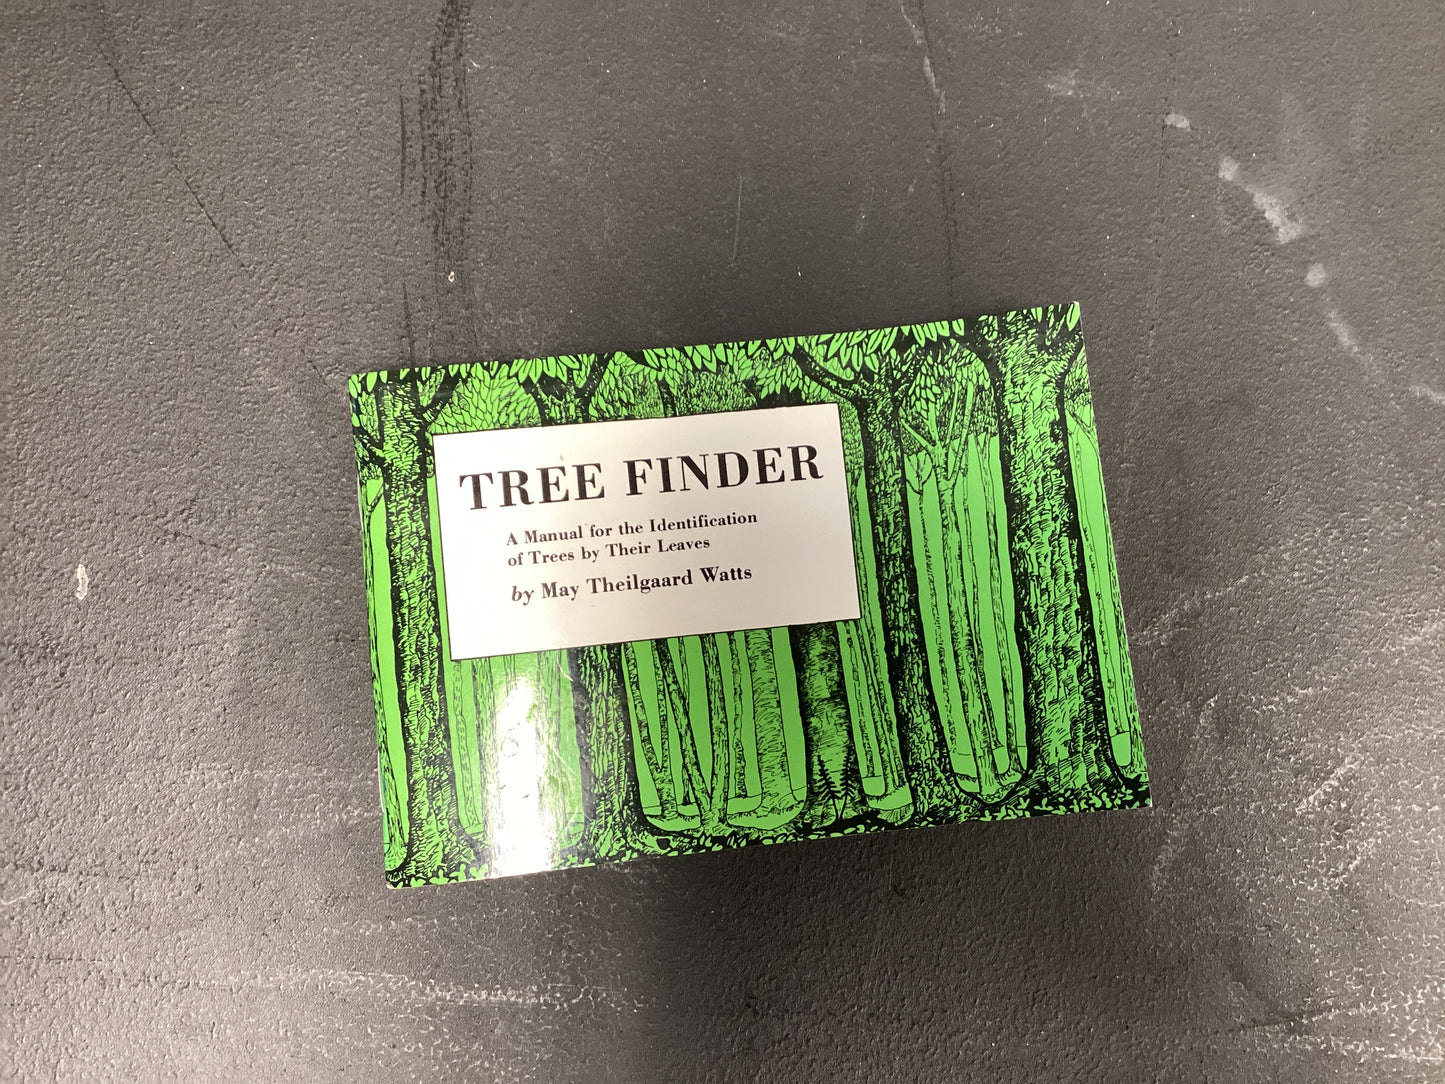 TREE FINDER
A Manual for the Identification
of Trees by Their Leaves
by May Theilgaard Watts